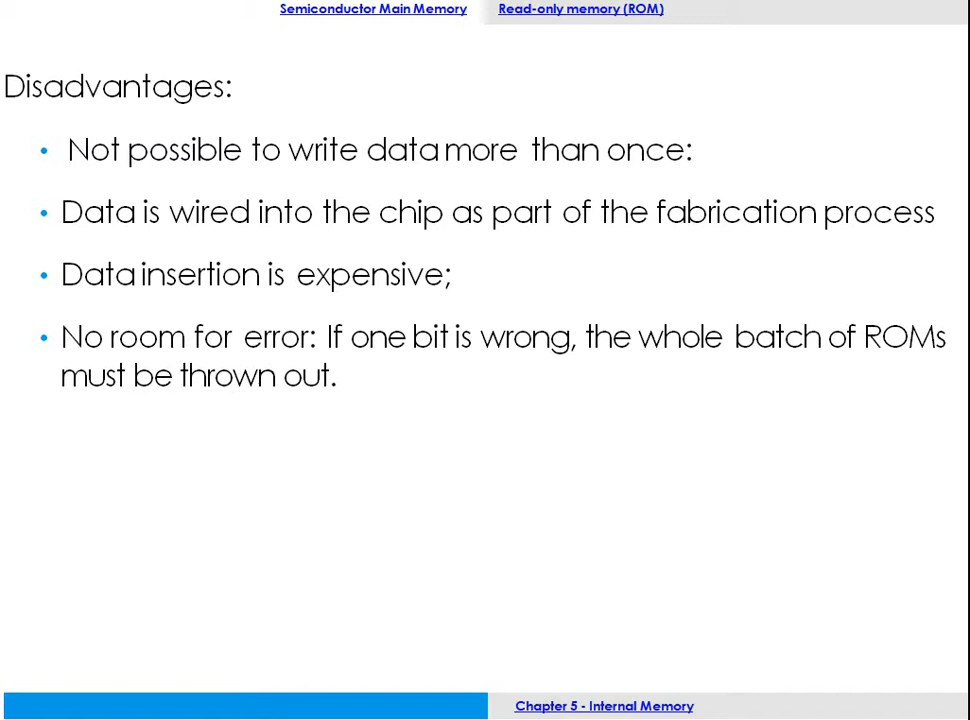 Semiconductor Main Memory
Read-only memory (ROM)
Disadvantages:
• Not possible to write data more than once:
• Data is wired into the chip as part of the fabrication process
• Data insertion is expensive;
• No room for error: If one bit is wrong, the whole batch of ROMs
must be thrown out.
Chapter 5 - Internal Memory